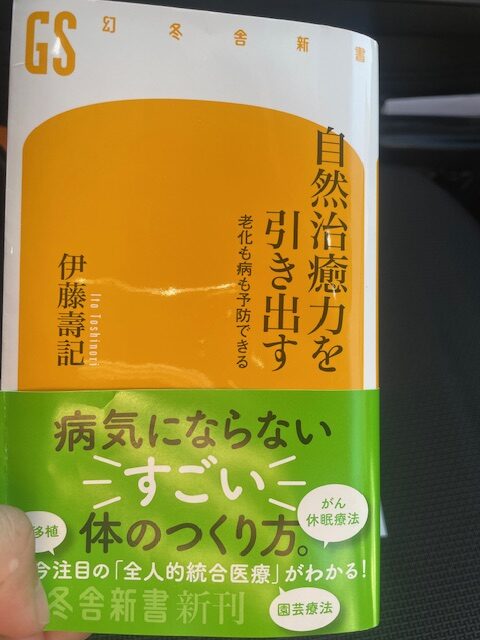 GS 幻冬舎新書
自然治癒力を
引き出す
老化も病も予防できる
伊藤壽記
Ito Toshinori
病気にならない
すごい
体のつくり方。
がん
休眠療法
移植
今注目の「全人的統合医療」がわかる!
冬舎新書新刊
園芸療法